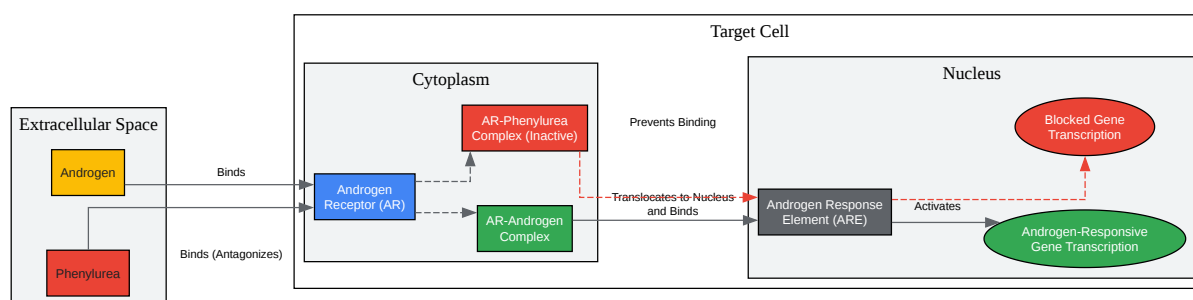 Target Cell
Cytoplasm
Nucleus
Extracellular Space
AR-Phenylurea
Complex (Inactive)
Prevents Binding
Blocked Gene
Transcription
Androgen
Binds
Androgen
Receptor (AR)
Translocates to Nucleus
and Binds
Androgen Response
Element (ARE)
Activates
AR-Androgen
Complex
Androgen-Responsive
Gene Transcription
Phenylurea
Binds (Antagonizes)